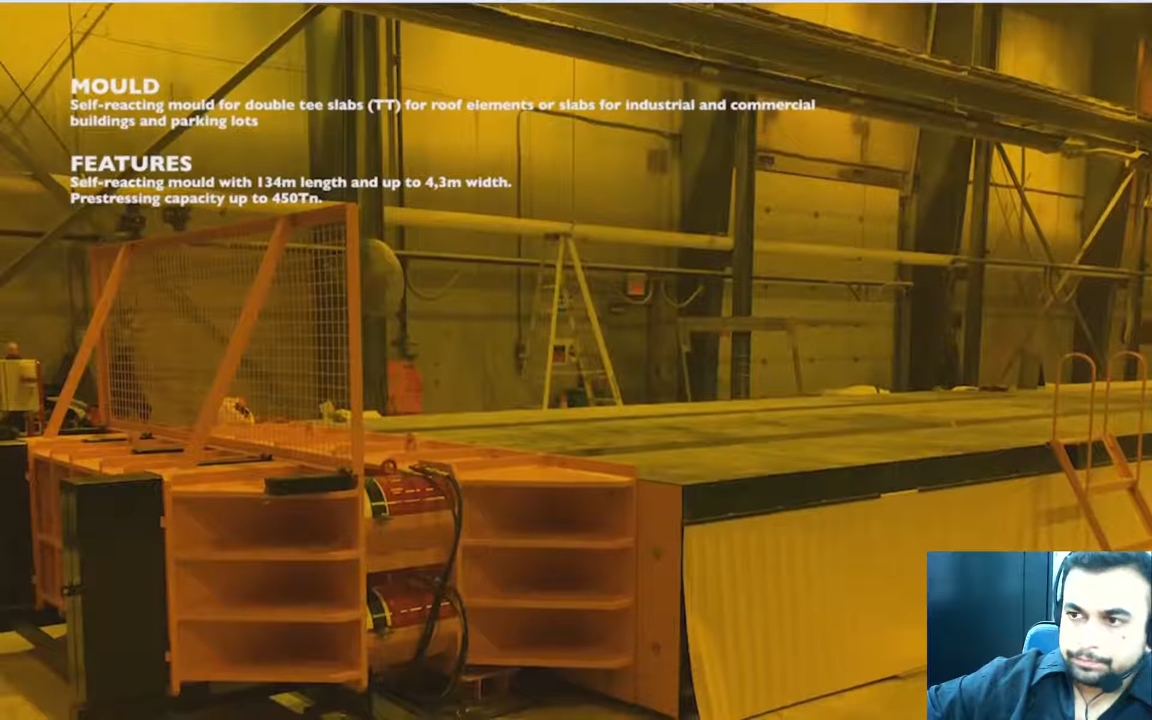 MOULD
Self-reacting mould for double tee slabs (TT) for roof elements or slabs for industrial and commercial
buildings and parking lots
FEATURES
Self-reacting mould with 134m length and up to 4,3m width.
Prestressing capacity up to 450Tn.